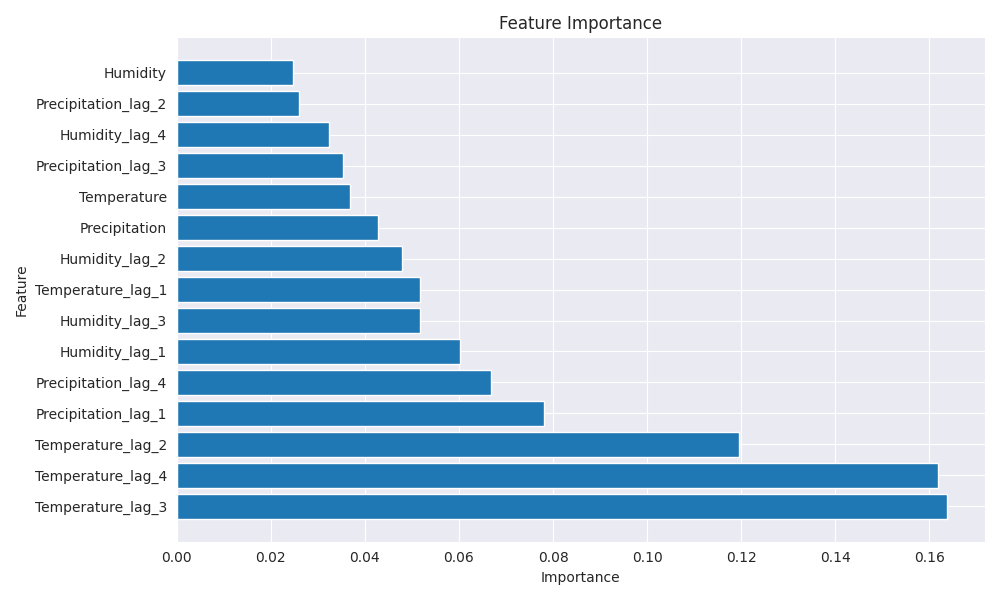 Feature Importance
Humidity
Precipitation_lag_2
Humidity_lag_4
Precipitation_lag_3
Temperature
Precipitation
Humidity_lag_2
Temperature_lag_1
Humidity_lag_3
Humidity_lag_1
Precipitation_lag_4
Precipitation_lag_1
Temperature_lag_2
Temperature_lag_4
Temperature_lag_3
Feature
0.00 0.02 0.04 0.06 0.08 0.10 0.12 0.14 0.16
Importance